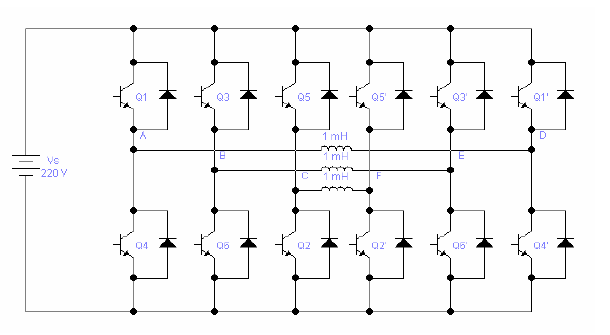 Q1 Q3 Q5 Q5' Q3' Q1'
A 1 mH D
B 1 mH E
Vs C 1 mH F
220 V
Q4 Q6 Q2 Q2' Q6' Q4'